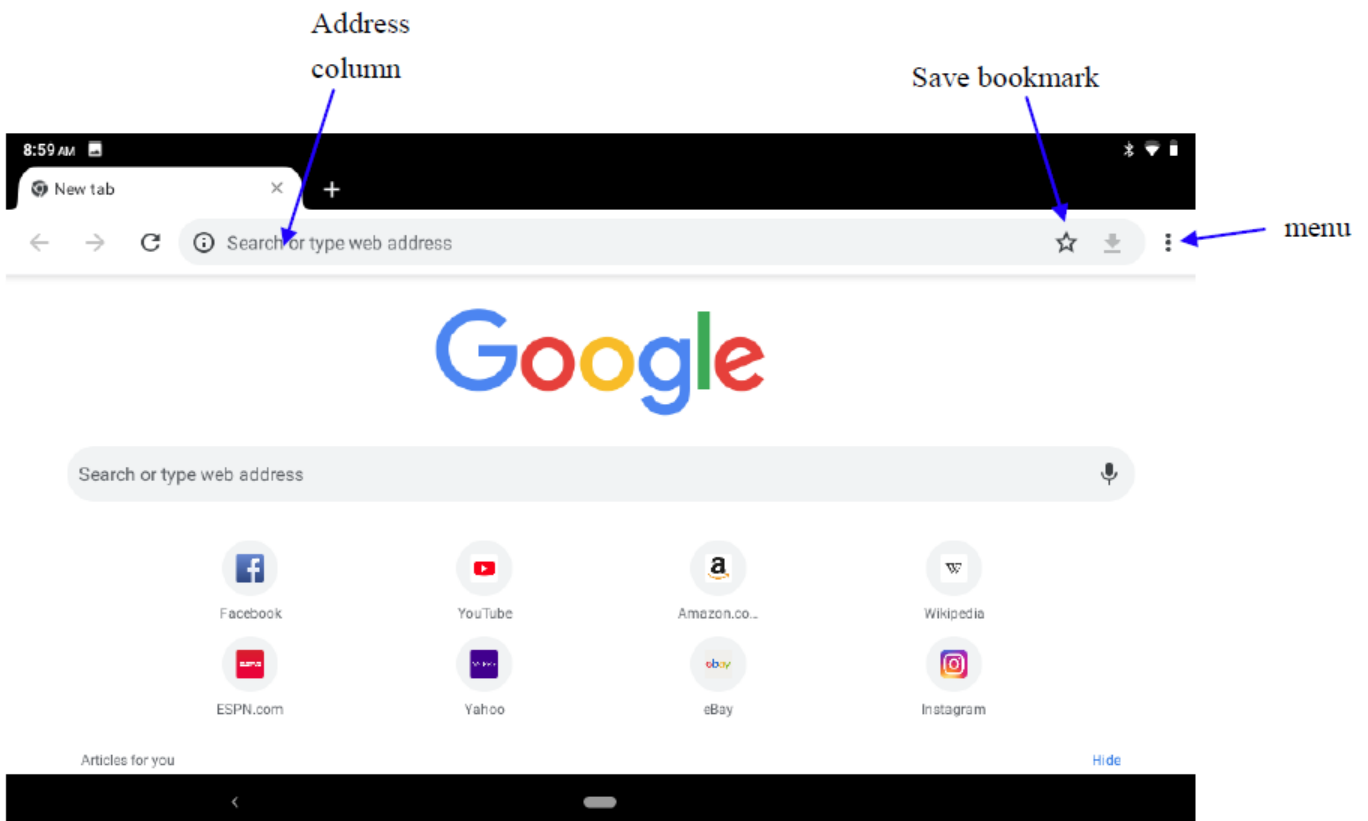 Address
column
Save bookmark
8:59 AM
New tab
Search or type web address
menu
Google
Search or type web address
Facebook
YouTube
Amazon.co...
Wikipedia
ESPN.com
Yahoo
eBay
Instagram
Articles for you
Hide